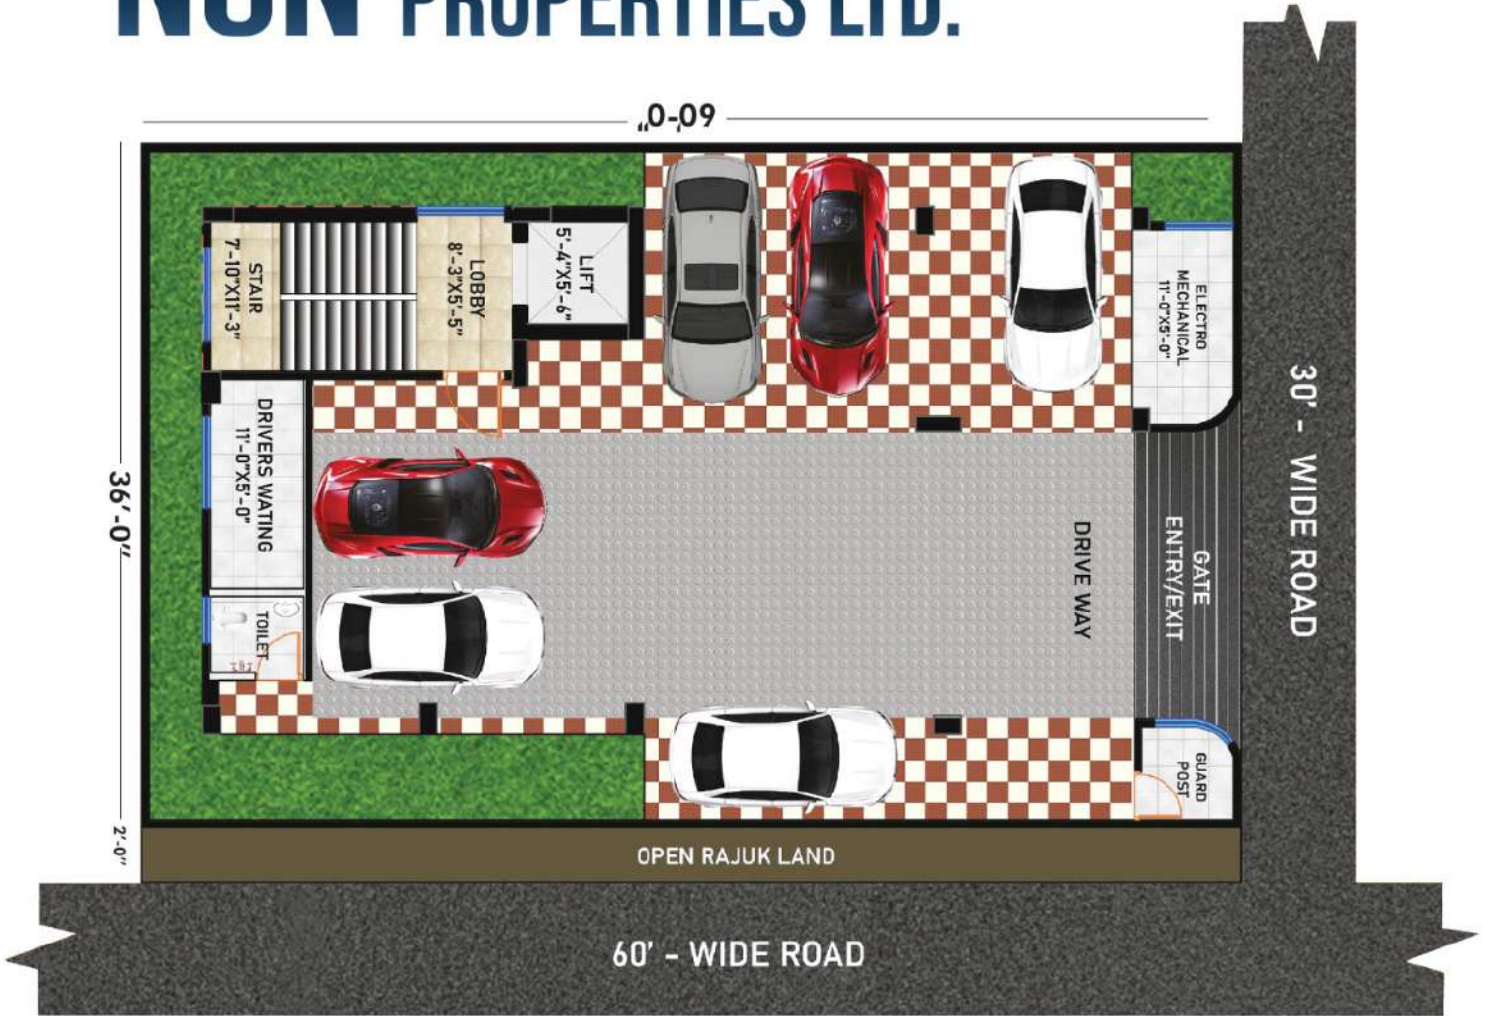 PROPERTIES LTD.
60'-0"
36'-0"
2'-0"
STAIR
7'-10"X11'-3"
LOBBY
8'-3"X5'-5"
LIFT
5'-4"X5'-6"
ELECTRO
MECHANICAL
11'-0"X5'-0"
DRIVERS WATING
11'-0"X5'-0"
TOILET
DRIVE WAY
GATE
ENTRY/EXIT
GUARD
POST
30' - WIDE ROAD
OPEN RAJUK LAND
60' - WIDE ROAD